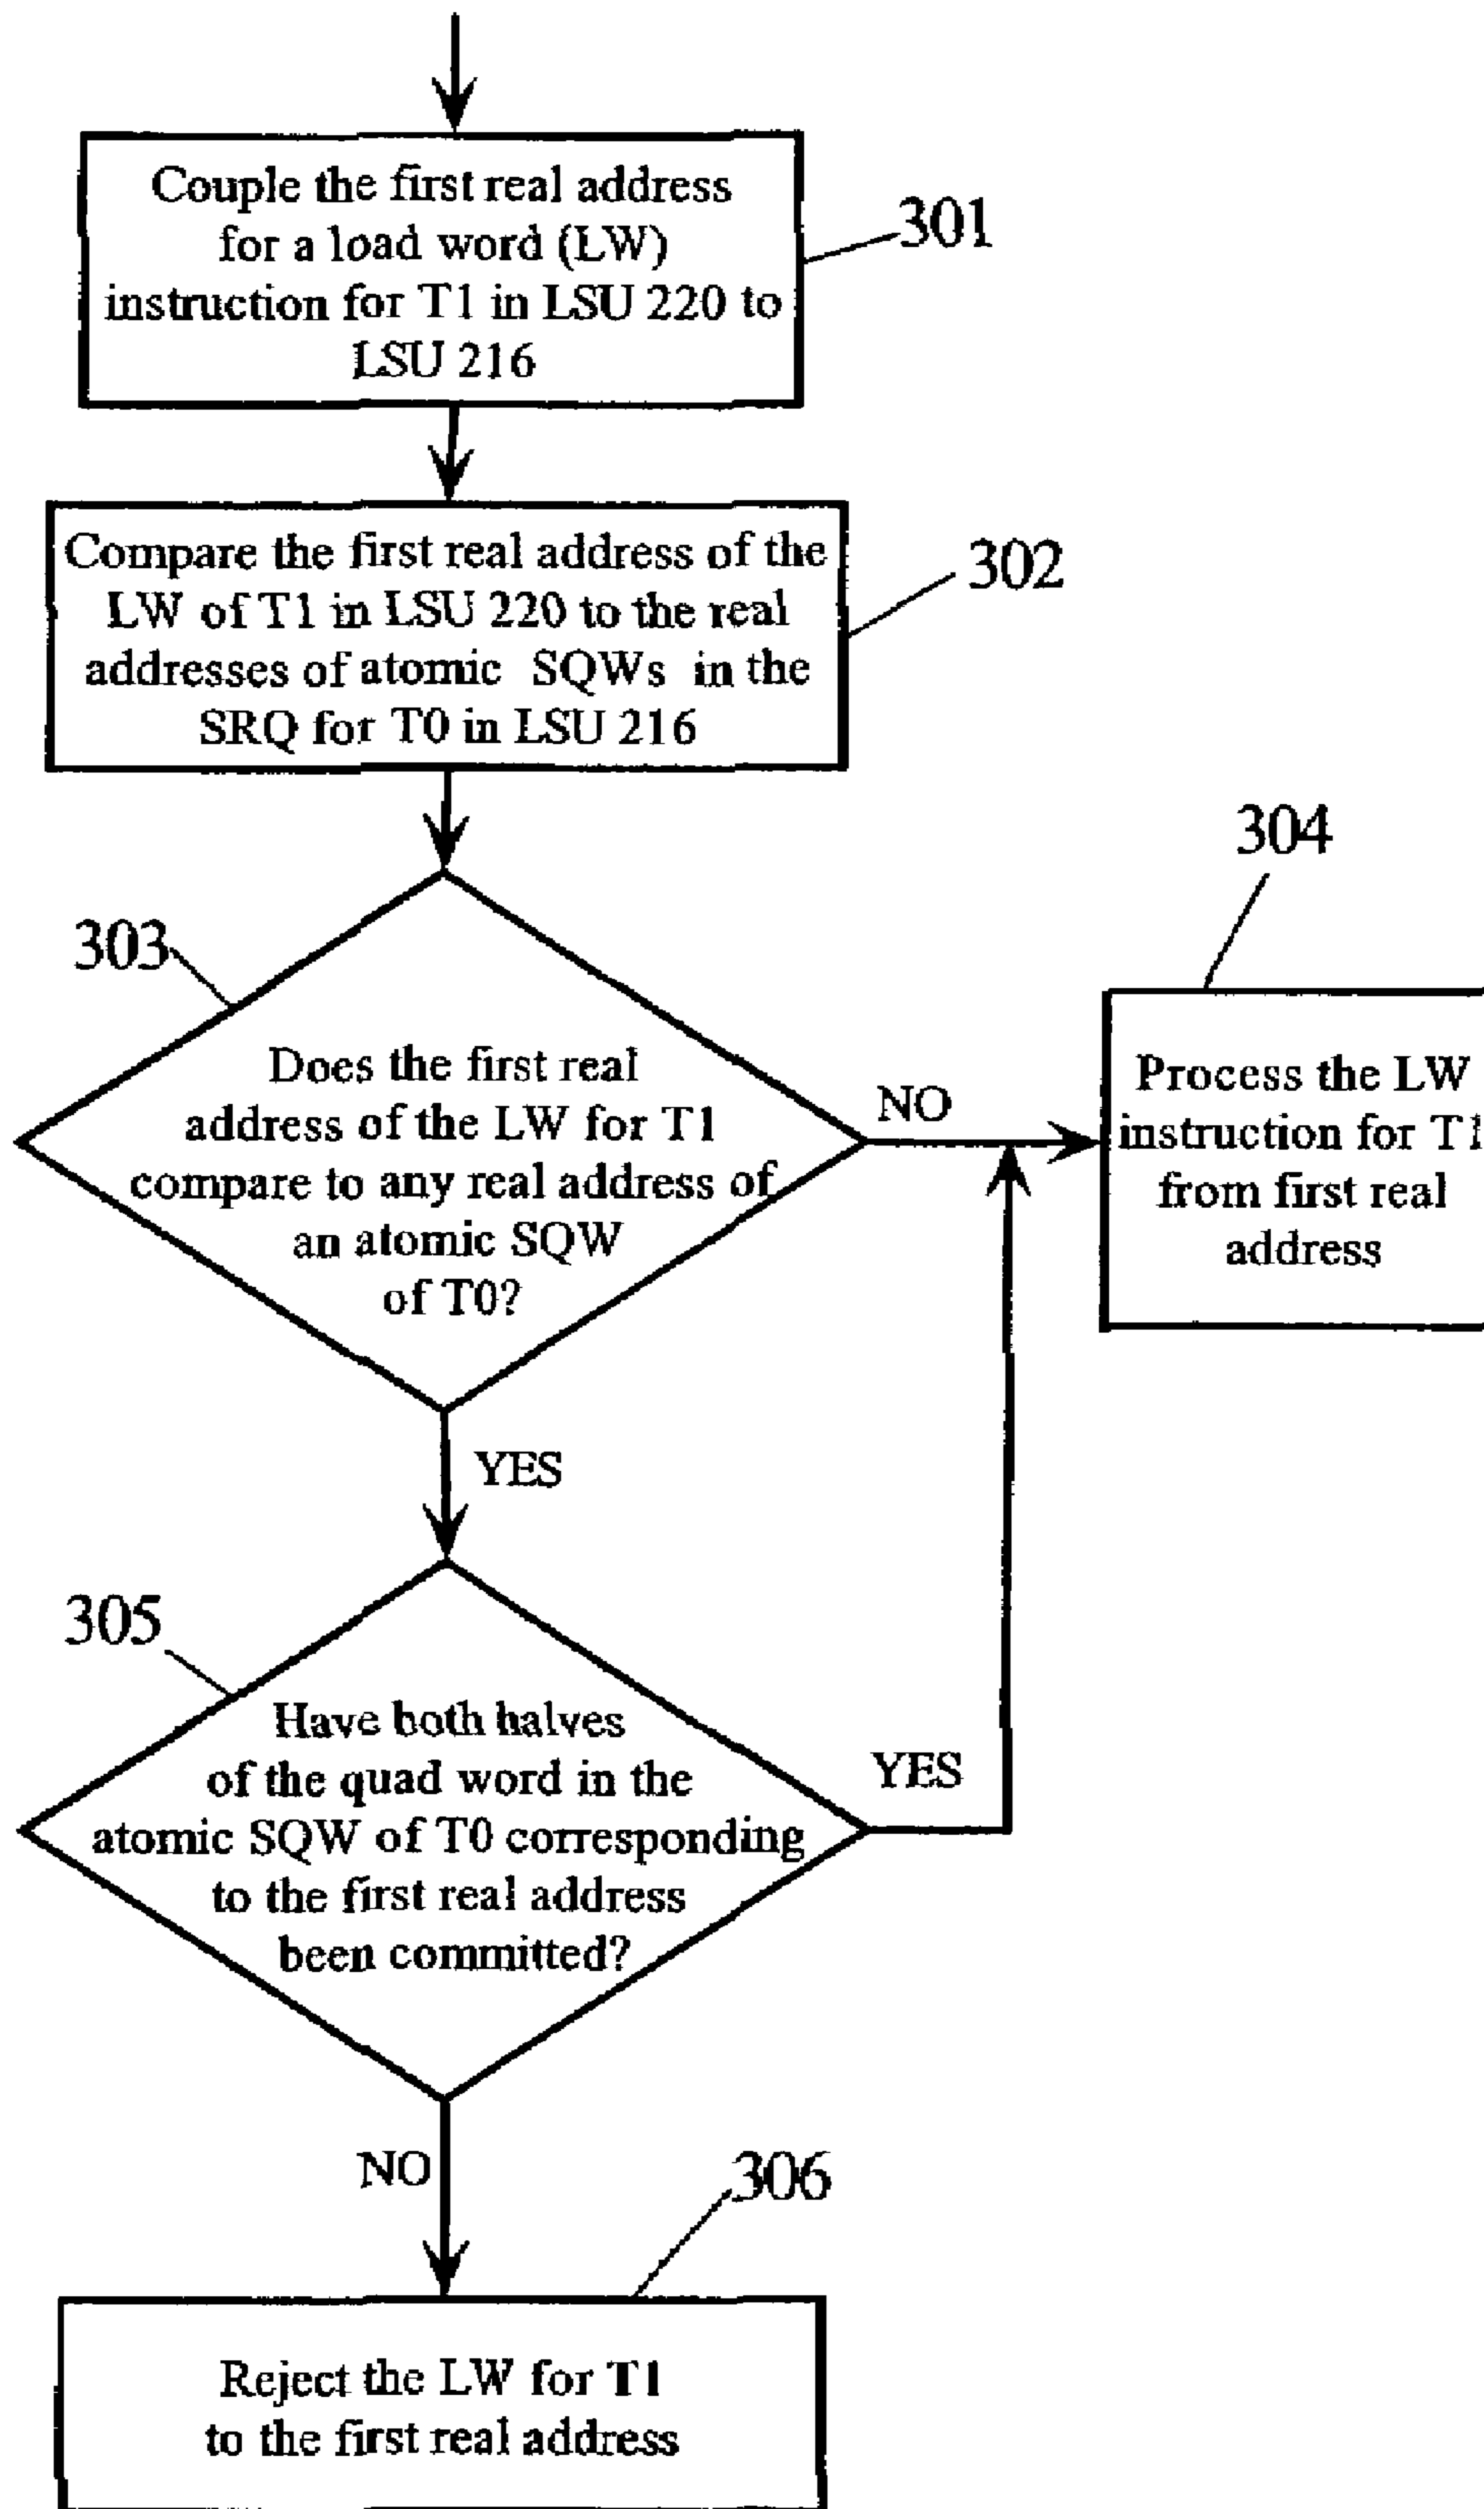 Couple the first real address
for a load word (LW)
instruction for T1 in LSU 220 to
LSU 216
301
Compare the first real address of the
LW of T1 in LSU 220 to the real
addresses of atomic SQWs in the
SRQ for T0 in LSU 216
302
303
Does the first real
address of the LW for T1
compare to any real address of
an atomic SQW
of T0?
NO
304
Process the LW
instruction for T1
from first real
address
YES
305
Have both halves
of the quad word in the
atomic SQW of T0 corresponding
to the first real address
been committed?
YES
NO
306
Reject the LW for T1
to the first real address